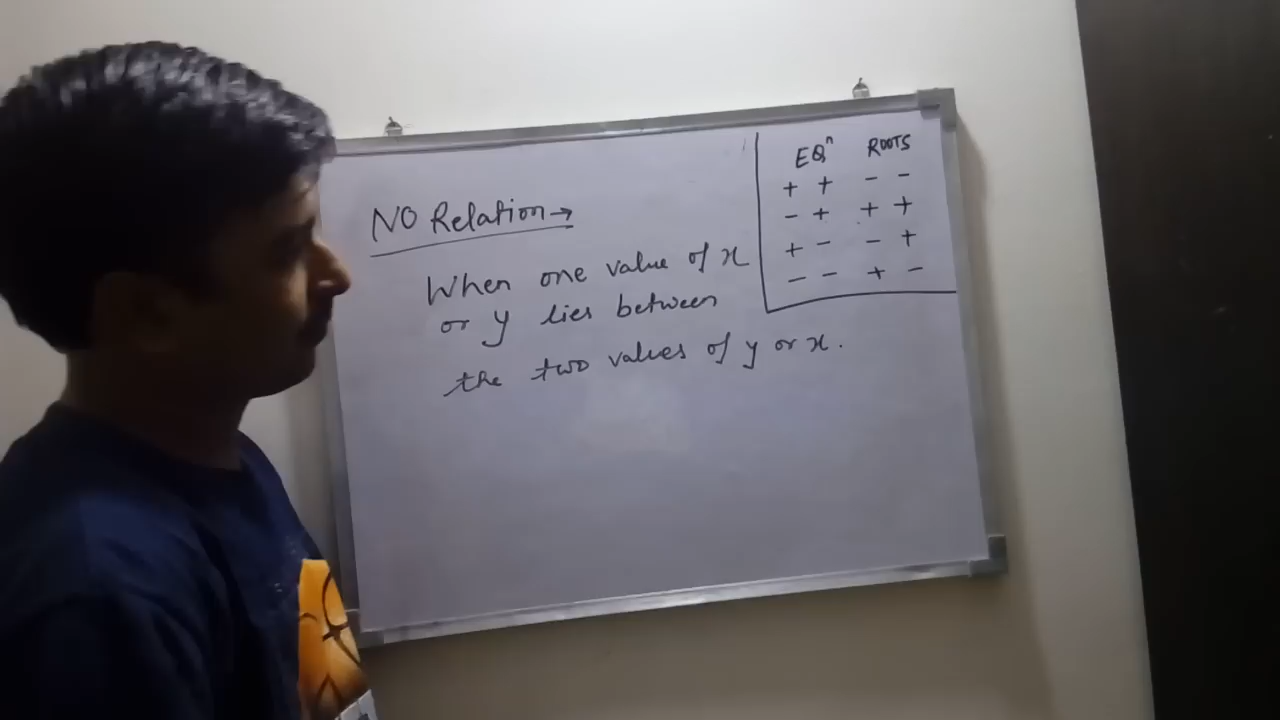 NO Relation→
When one value of x
or y lies between
the two values of y or x.
EQⁿ ROOTS
+ + - -
- + + +
+ - - +
- - + -